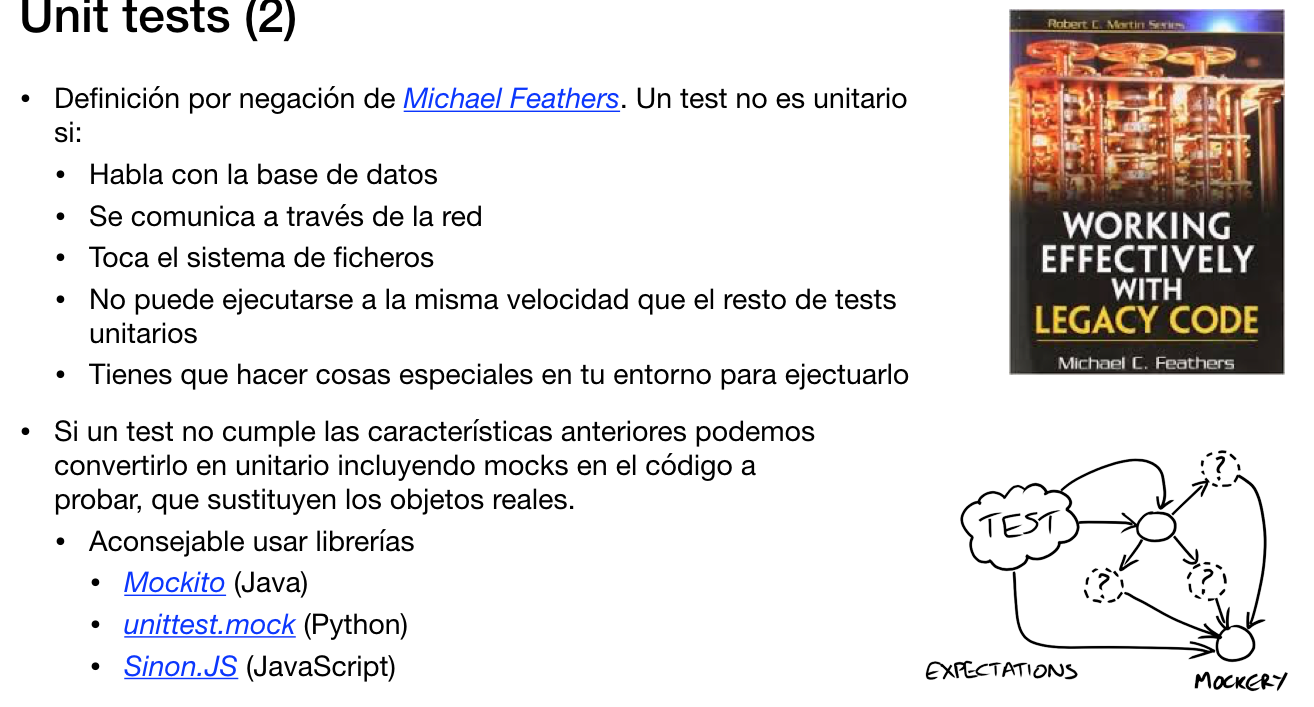 Unit tests (2)
• Definición por negación de Michael Feathers. Un test no es unitario
si:
• Habla con la base de datos
• Se comunica a través de la red
• Toca el sistema de ficheros
• No puede ejecutarse a la misma velocidad que el resto de tests
unitarios
• Tienes que hacer cosas especiales en tu entorno para ejectuarlo
• Si un test no cumple las características anteriores podemos
convertirlo en unitario incluyendo mocks en el código a
probar, que sustituyen los objetos reales.
• Aconsejable usar librerías
• Mockito (Java)
• unittest.mock (Python)
• Sinon.JS (JavaScript)
Robert C. Martin Series
WORKING
EFFECTIVELY
WITH
LEGACY CODE
Michael C. Feathers
?
TEST
?
?
EXPECTATIONS
MOCKERY